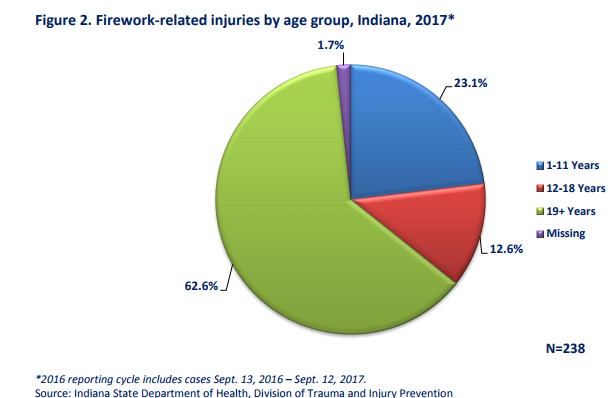 Figure 2. Firework-related injuries by age group, Indiana, 2017*
1.7%
23.1%
1-11 Years
12-18 Years
19+ Years
Missing
12.6%
62.6%
N=238
*2016 reporting cycle includes cases Sept. 13, 2016 – Sept. 12, 2017.
Source: Indiana State Department of Health, Division of Trauma and Injury Prevention